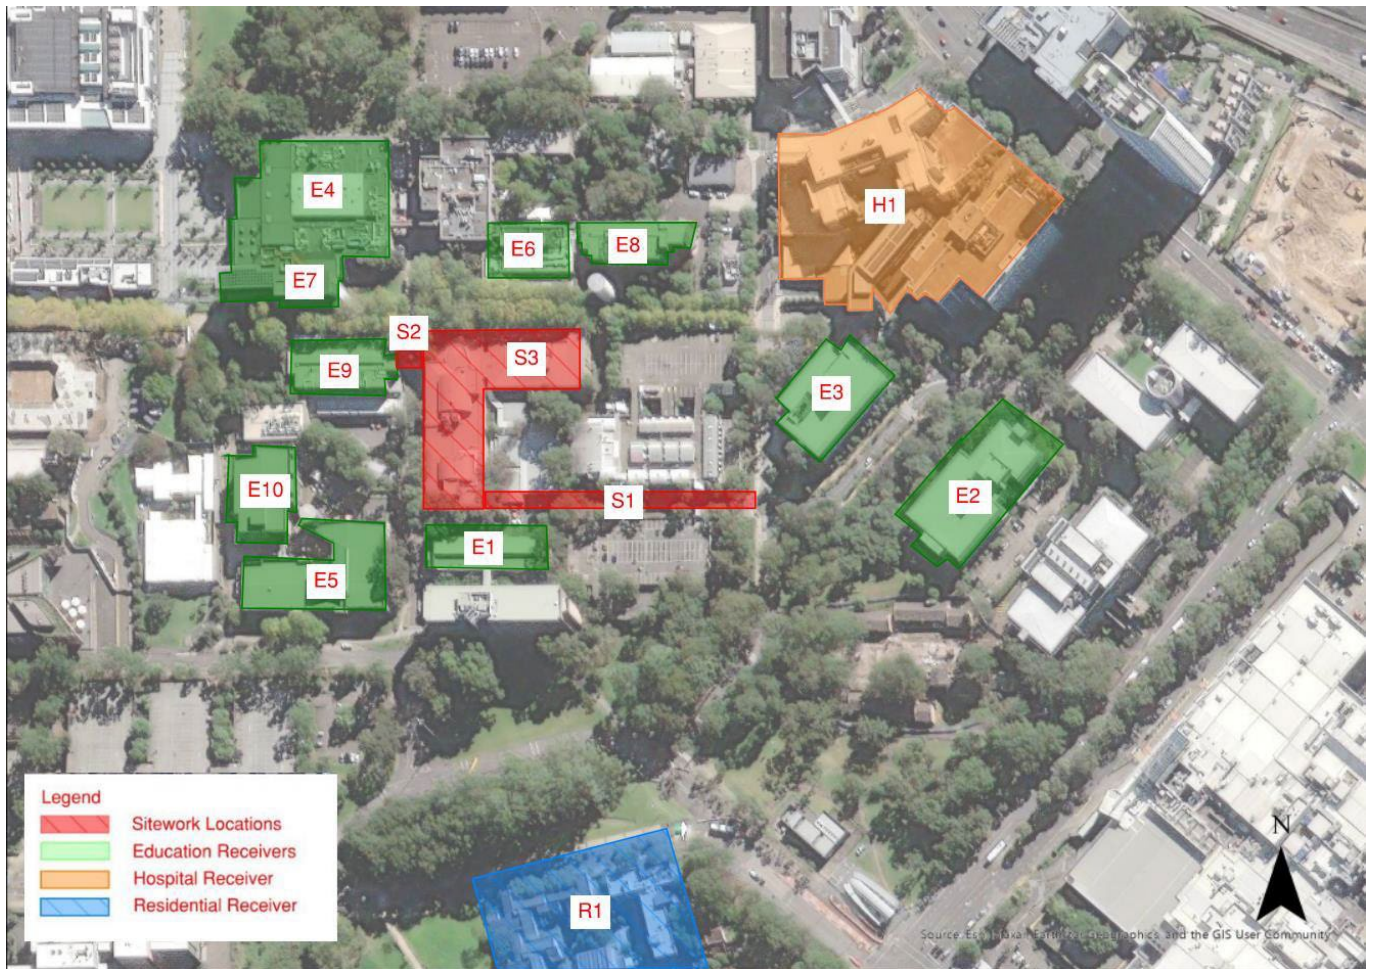 E4
H1
E6
E8
E7
S2
S3
E9
E3
E10
E2
S1
E1
E5
Legend
Sitework Locations
Education Receivers
Hospital Receiver
Residential Receiver
R1
N
Source: Esri, Maxar, Earthstar Geographics, and the GIS User Community